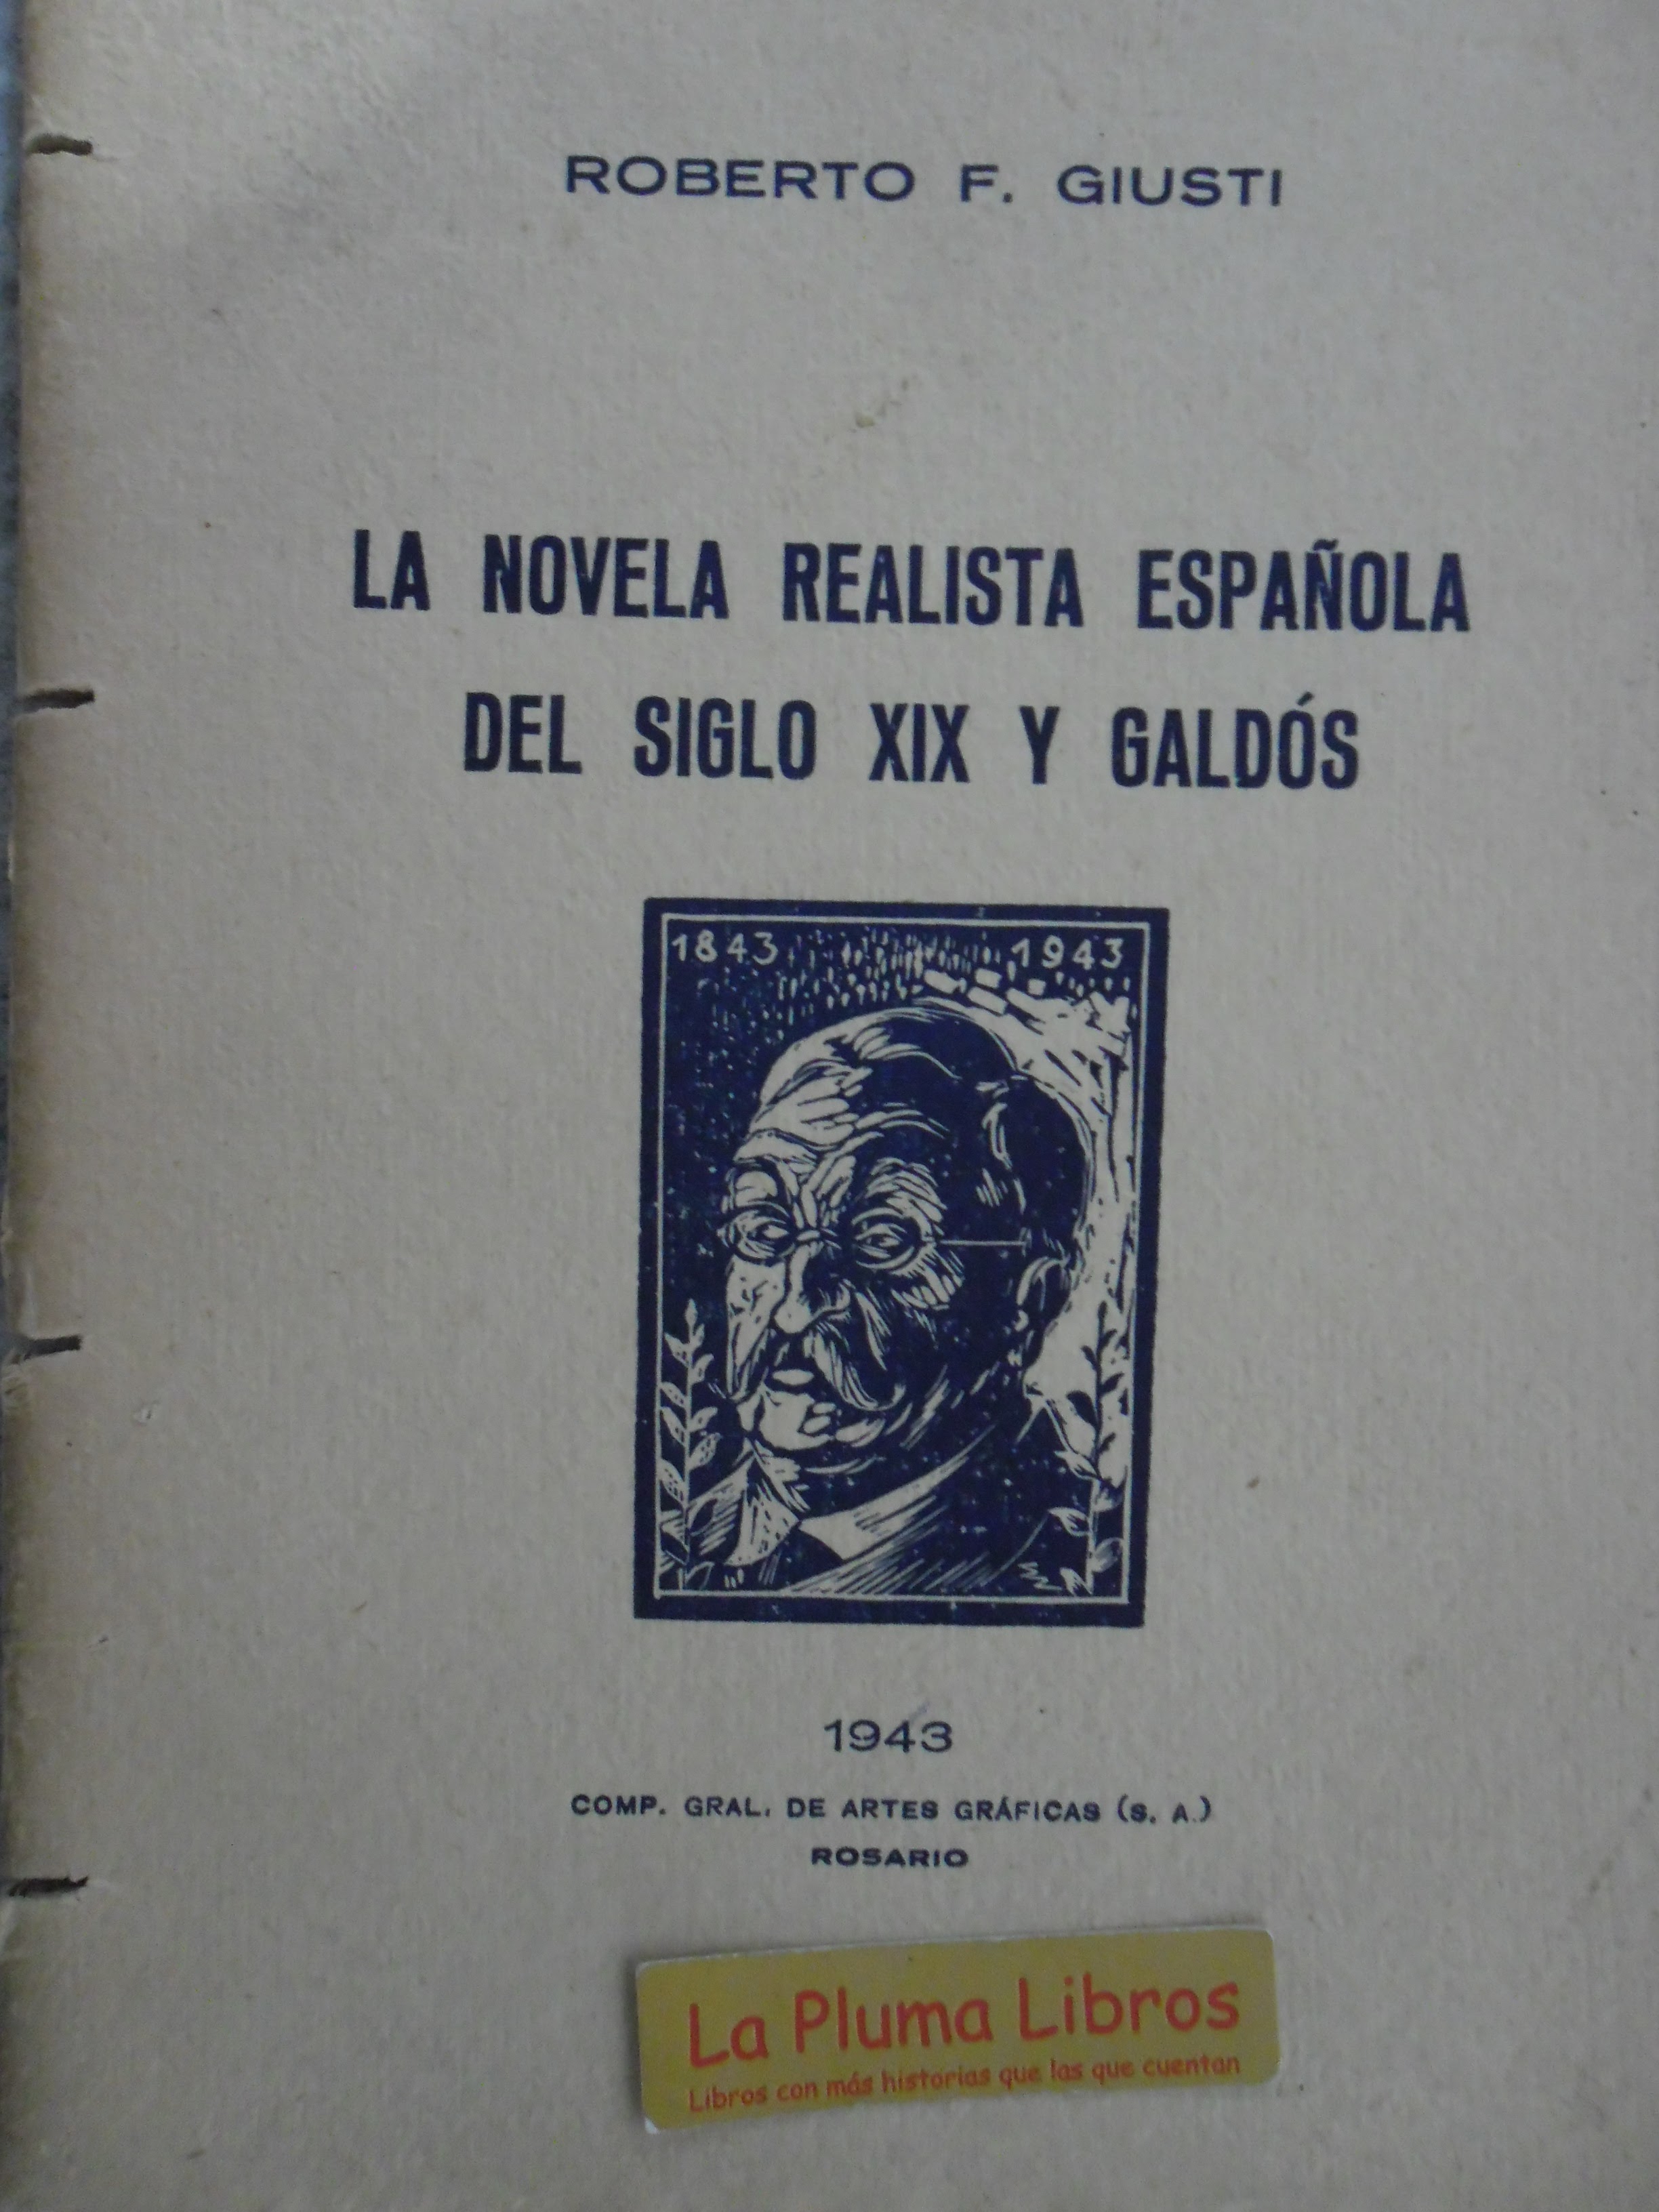 ROBERTO F. GIUSTI
LA NOVELA REALISTA ESPAÑOLA
DEL SIGLO XIX Y GALDÓS
1843 1943
1943
COMP. GRAL. DE ARTES GRÁFICAS (S. A.)
ROSARIO
La Pluma Libros
Libros con más historias que las que cuentan